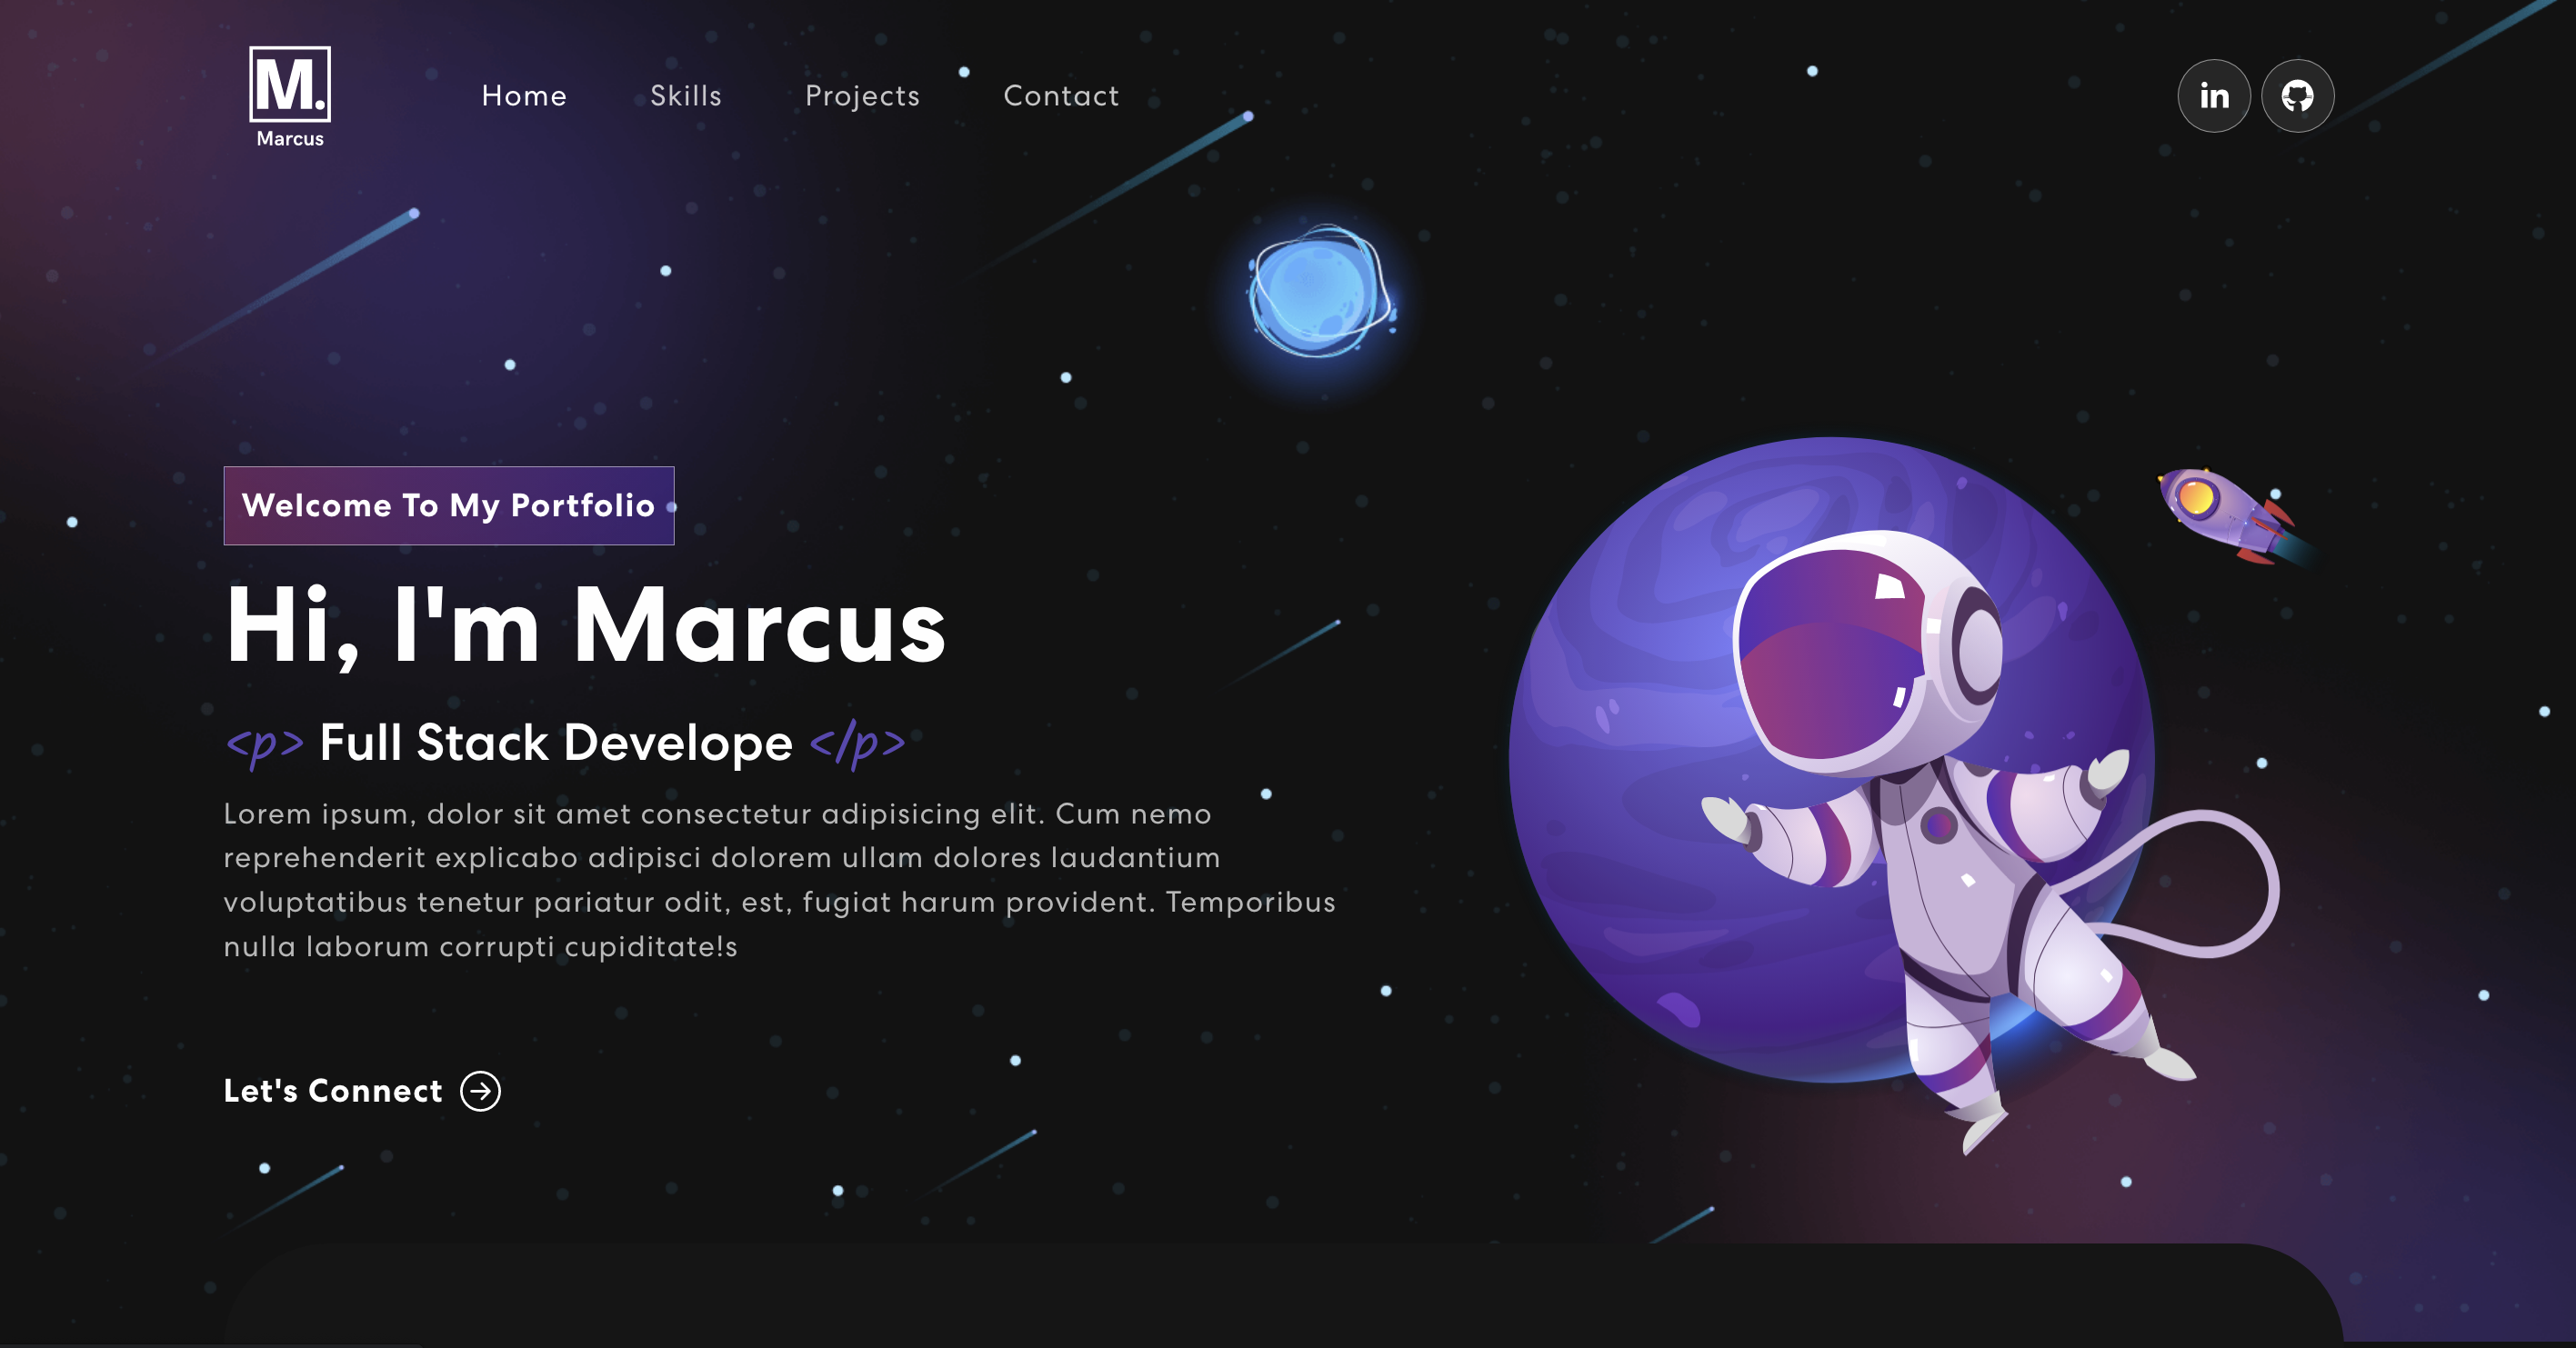 M.
Marcus
Home Skills Projects Contact
in
Welcome To My Portfolio
Hi, I'm Marcus
<p> Full Stack Develope </p>
Lorem ipsum, dolor sit amet consectetur adipisicing elit. Cum nemo
reprehenderit explicabo adipisci dolorem ullam dolores laudantium
voluptatibus tenetur pariatur odit, est, fugiat harum provident. Temporibus
nulla laborum corrupti cupiditate!s
Let's Connect